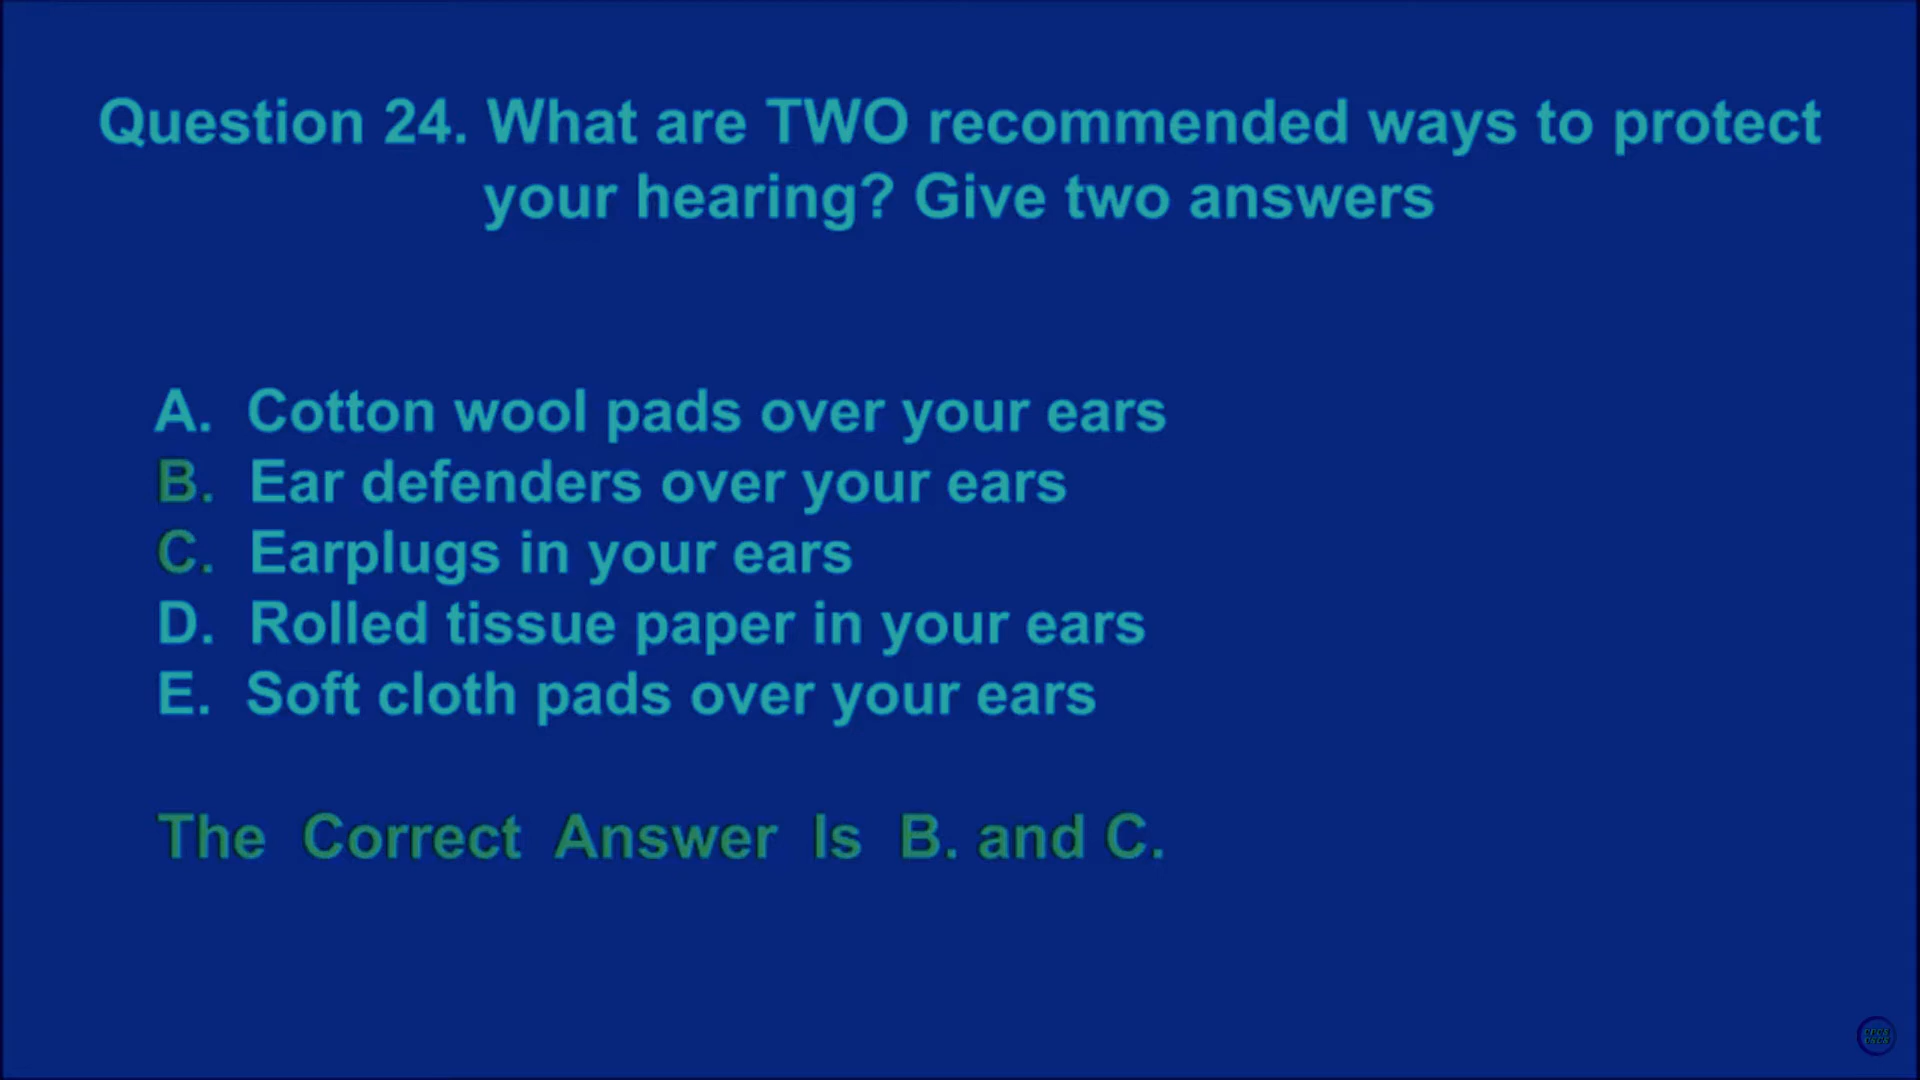 Question 24. What are TWO recommended ways to protect
your hearing? Give two answers
A. Cotton wool pads over your ears
B. Ear defenders over your ears
C. Earplugs in your ears
D. Rolled tissue paper in your ears
E. Soft cloth pads over your ears
The Correct Answer Is B. and C.